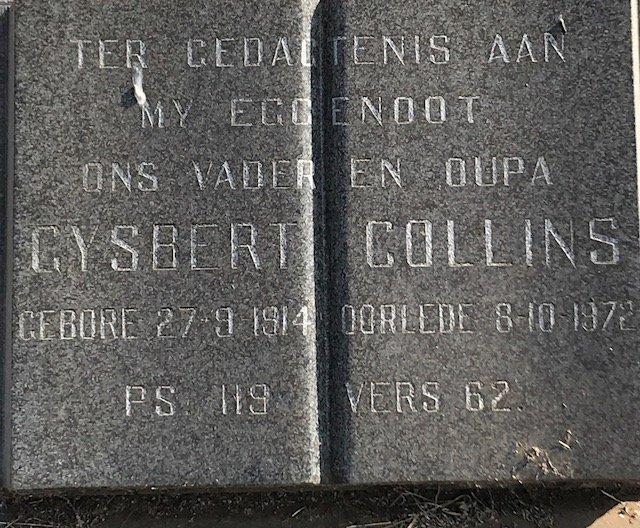 TER GEDAGTENIS AAN
MY EGGENOOT
ONS VADER EN OUPA
GYSBERT COLLINS
GEBORE 27-9-1914 OORLEDE 8-10-1972
PS. 119 VERS 62.